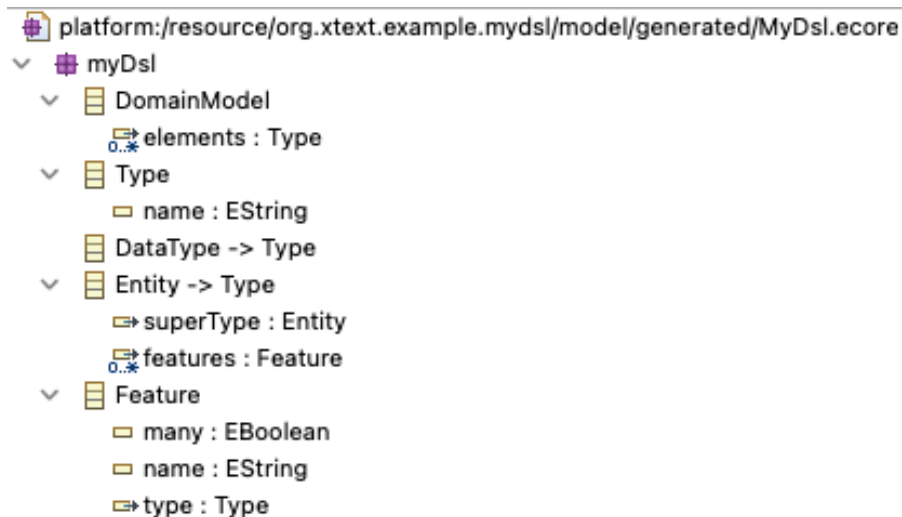 platform:/resource/org.xtext.example.mydsl/model/generated/MyDsl.ecore
myDsl
DomainModel
0..* elements : Type
Type
name : EString
DataType -> Type
Entity -> Type
superType : Entity
0..* features : Feature
Feature
many : EBoolean
name : EString
type : Type